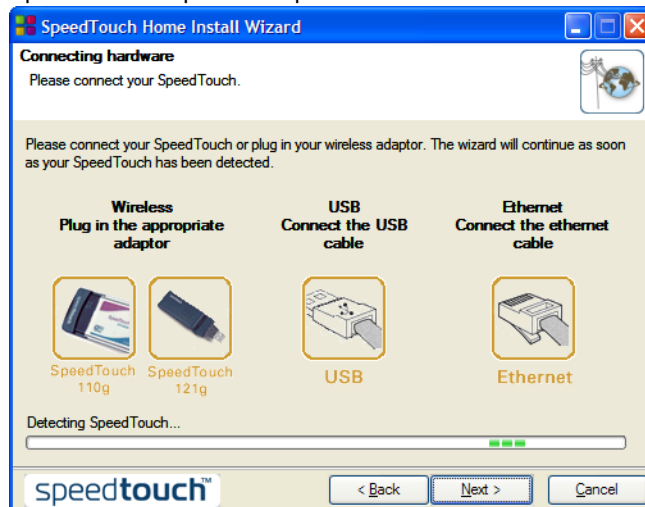 SpeedTouch Home Install Wizard
Connecting hardware
Please connect your SpeedTouch.
Please connect your SpeedTouch or plug in your wireless adaptor. The wizard will continue as soon
as your SpeedTouch has been detected.
Wireless
Plug in the appropriate
adaptor
USB
Connect the USB
cable
Ethernet
Connect the ethernet
cable
SpeedTouch
110g
SpeedTouch
121g
USB
Ethernet
Detecting SpeedTouch...
speedtouch™
< Back
Next >
Cancel